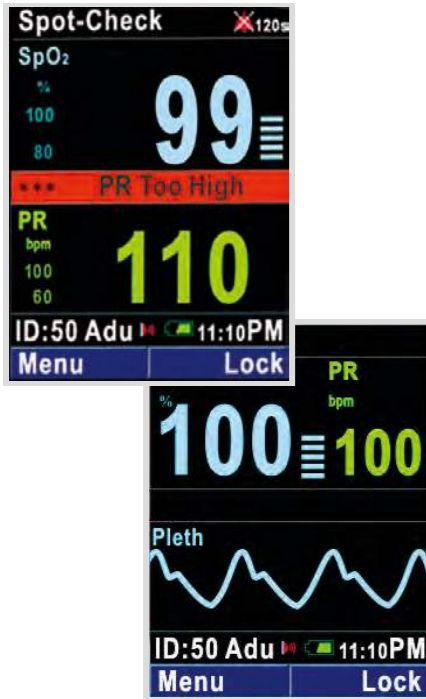 Spot-Check 120s
SpO2
%
100
80
99
*** PR Too High
PR
bpm
100
60
110
ID:50 Adu 11:10PM
Menu Lock
PR
% bpm
100 100
Pleth
ID:50 Adu 11:10PM
Menu Lock